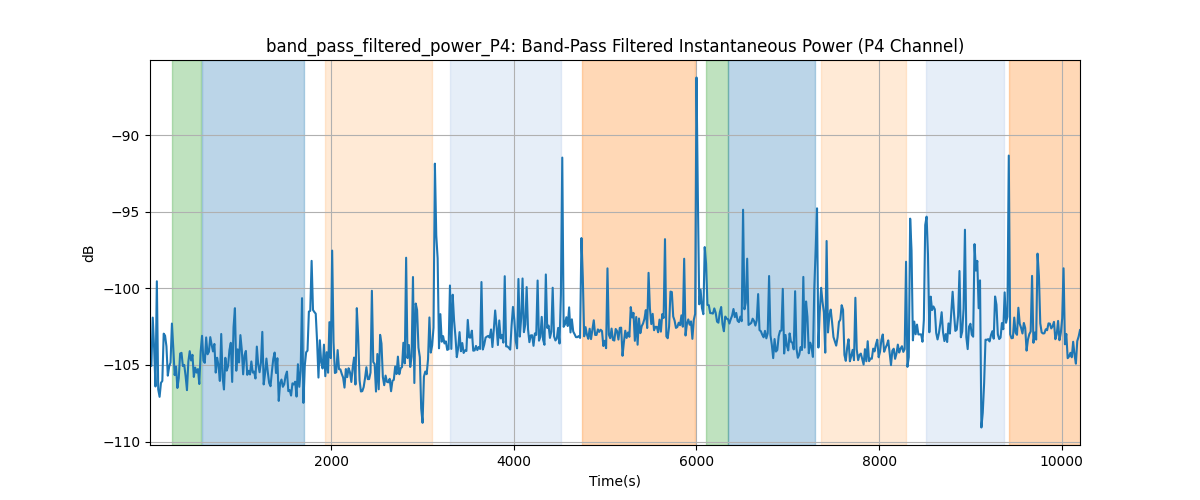 band_pass_filtered_power_P4: Band-Pass Filtered Instantaneous Power (P4 Channel)
dB
−90
−95
−100
−105
−110
2000 4000 6000 8000 10000
Time(s)